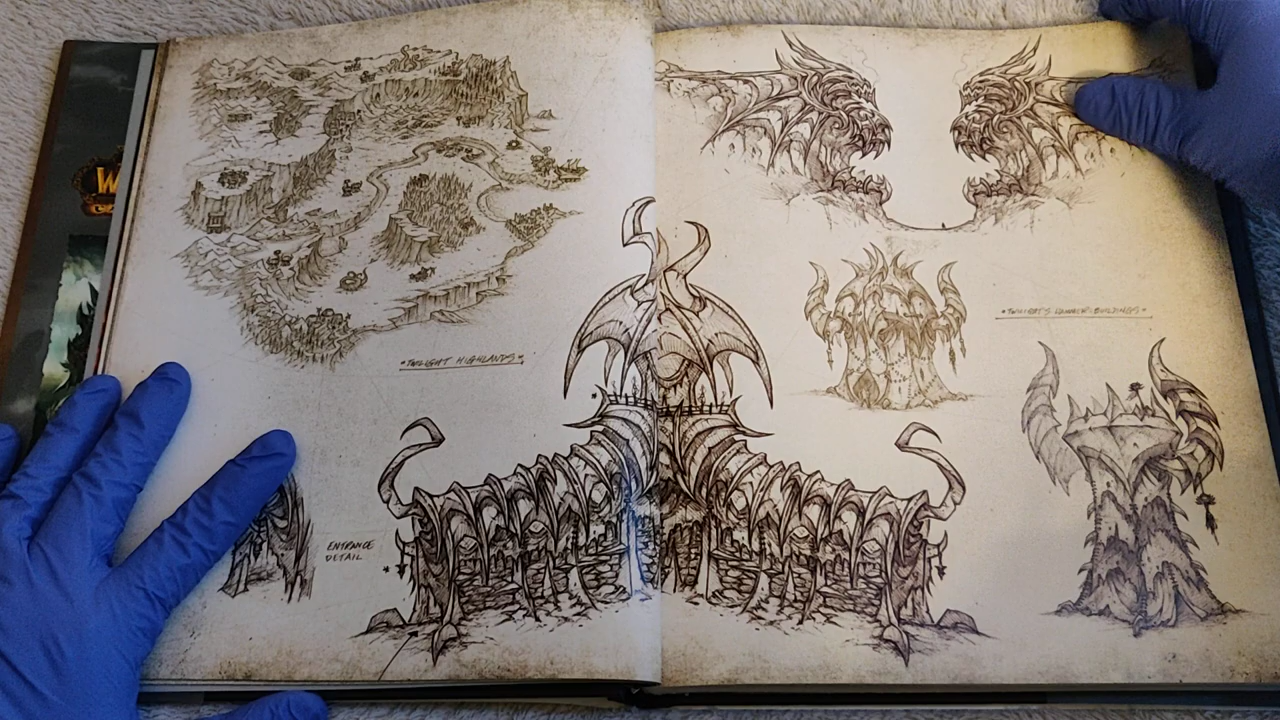 "TWILIGHT HIGHLANDS"
ENTRANCE
DETAIL
"TWILIGHT'S HAMMER: BUILDINGS"
W